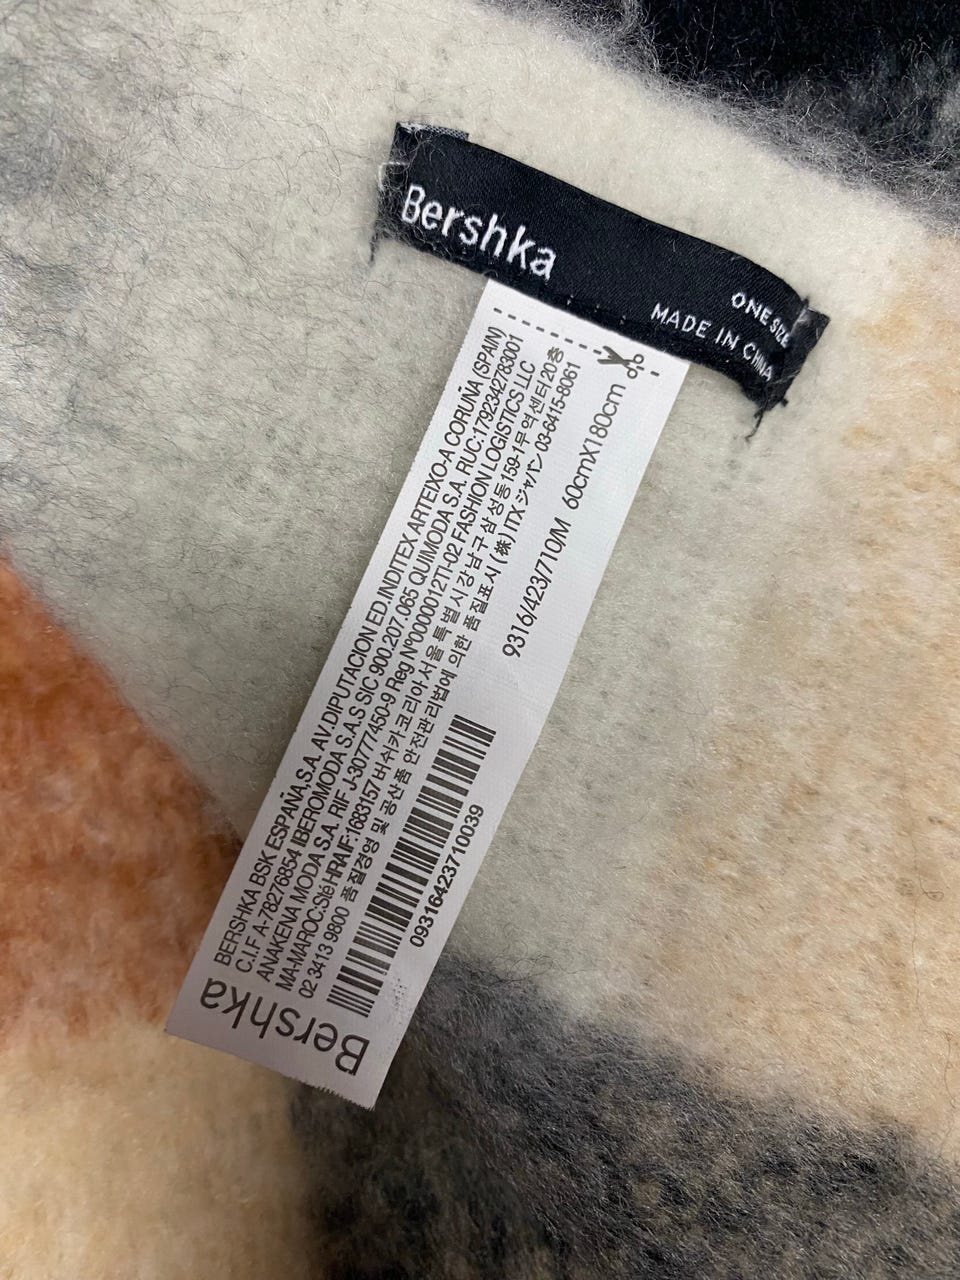 Bershka
ONE SIZE
MADE IN CHINA
BERSHKA BSK ESPAÑA,S.A. AV.DIPUTACION ED.INDITEX ARTEIXO-A CORUÑA (SPAIN)
C.I.F A-78276854 IBEROMODA S.A.S SIC 900.207.065 QUIMODA S.A. RUC:1792342783001
ANAKENA MODA S.A. RIF J-30777450-9 Reg Nº0000012TI-02 FASHION LOGISTICS LLC
MA-MAROC:Sté HRAIF:1683157 버쉬카코리아 서울특별시 강남구 삼성동 159-1무역센터20층
02 3413 9800 품질경영 및 공산품 안전관리법에 의한 품질표시 (株) ITX ジャパン 03-6415-8061
9316/423/710/M 60cmX180cm
09316423710039
Bershka